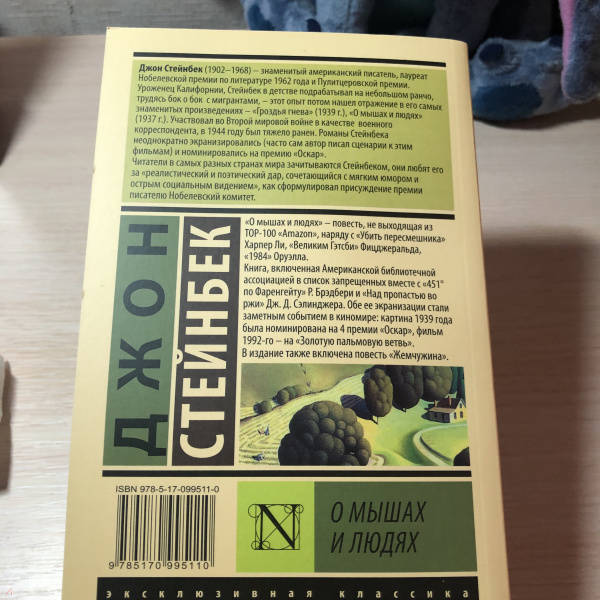 Джон Стейнбек (1902–1968) – знаменитый американский писатель, лауреат
Нобелевской премии по литературе 1962 года и Пулитцеровской премии.
Уроженец Калифорнии, Стейнбек в детстве подрабатывал на небольшом ранчо,
трудясь бок о бок с мигрантами, – этот опыт потом нашел отражение в его самых
знаменитых произведениях – «Гроздья гнева» (1939 г.), «О мышах и людях»
(1937 г.). Участвовал во Второй мировой войне в качестве военного
корреспондента, в 1944 году был тяжело ранен. Романы Стейнбека
неоднократно экранизировались (часто сам автор писал сценарии к этим
фильмам) и номинировались на премию «Оскар».
Читатели в самых разных странах мира зачитываются Стейнбеком, они любят его
за «реалистический и поэтический дар, сочетающийся с мягким юмором и
острым социальным видением», как сформулировал присуждение премии
писателю Нобелевский комитет.
ДЖОН
СТЕЙНБЕК
«О мышах и людях» – повесть, не выходящая из
TOP-100 «Amazon», наряду с «Убить пересмешника»
Харпер Ли, «Великим Гэтсби» Фицджеральда,
«1984» Оруэлла.
Книга, включенная Американской библиотечной
ассоциацией в список запрещенных вместе с «451°
по Фаренгейту» Р. Брэдбери и «Над пропастью во
ржи» Дж. Д. Сэлинджера. Обе ее экранизации стали
заметным событием в киномире: картина 1939 года
была номинирована на 4 премии «Оскар», фильм
1992-го – на «Золотую пальмовую ветвь».
В издание также включена повесть «Жемчужина».
ISBN 978-5-17-099511-0
9 785170 995110
N
О МЫШАХ
И ЛЮДЯХ
эксклюзивная классика